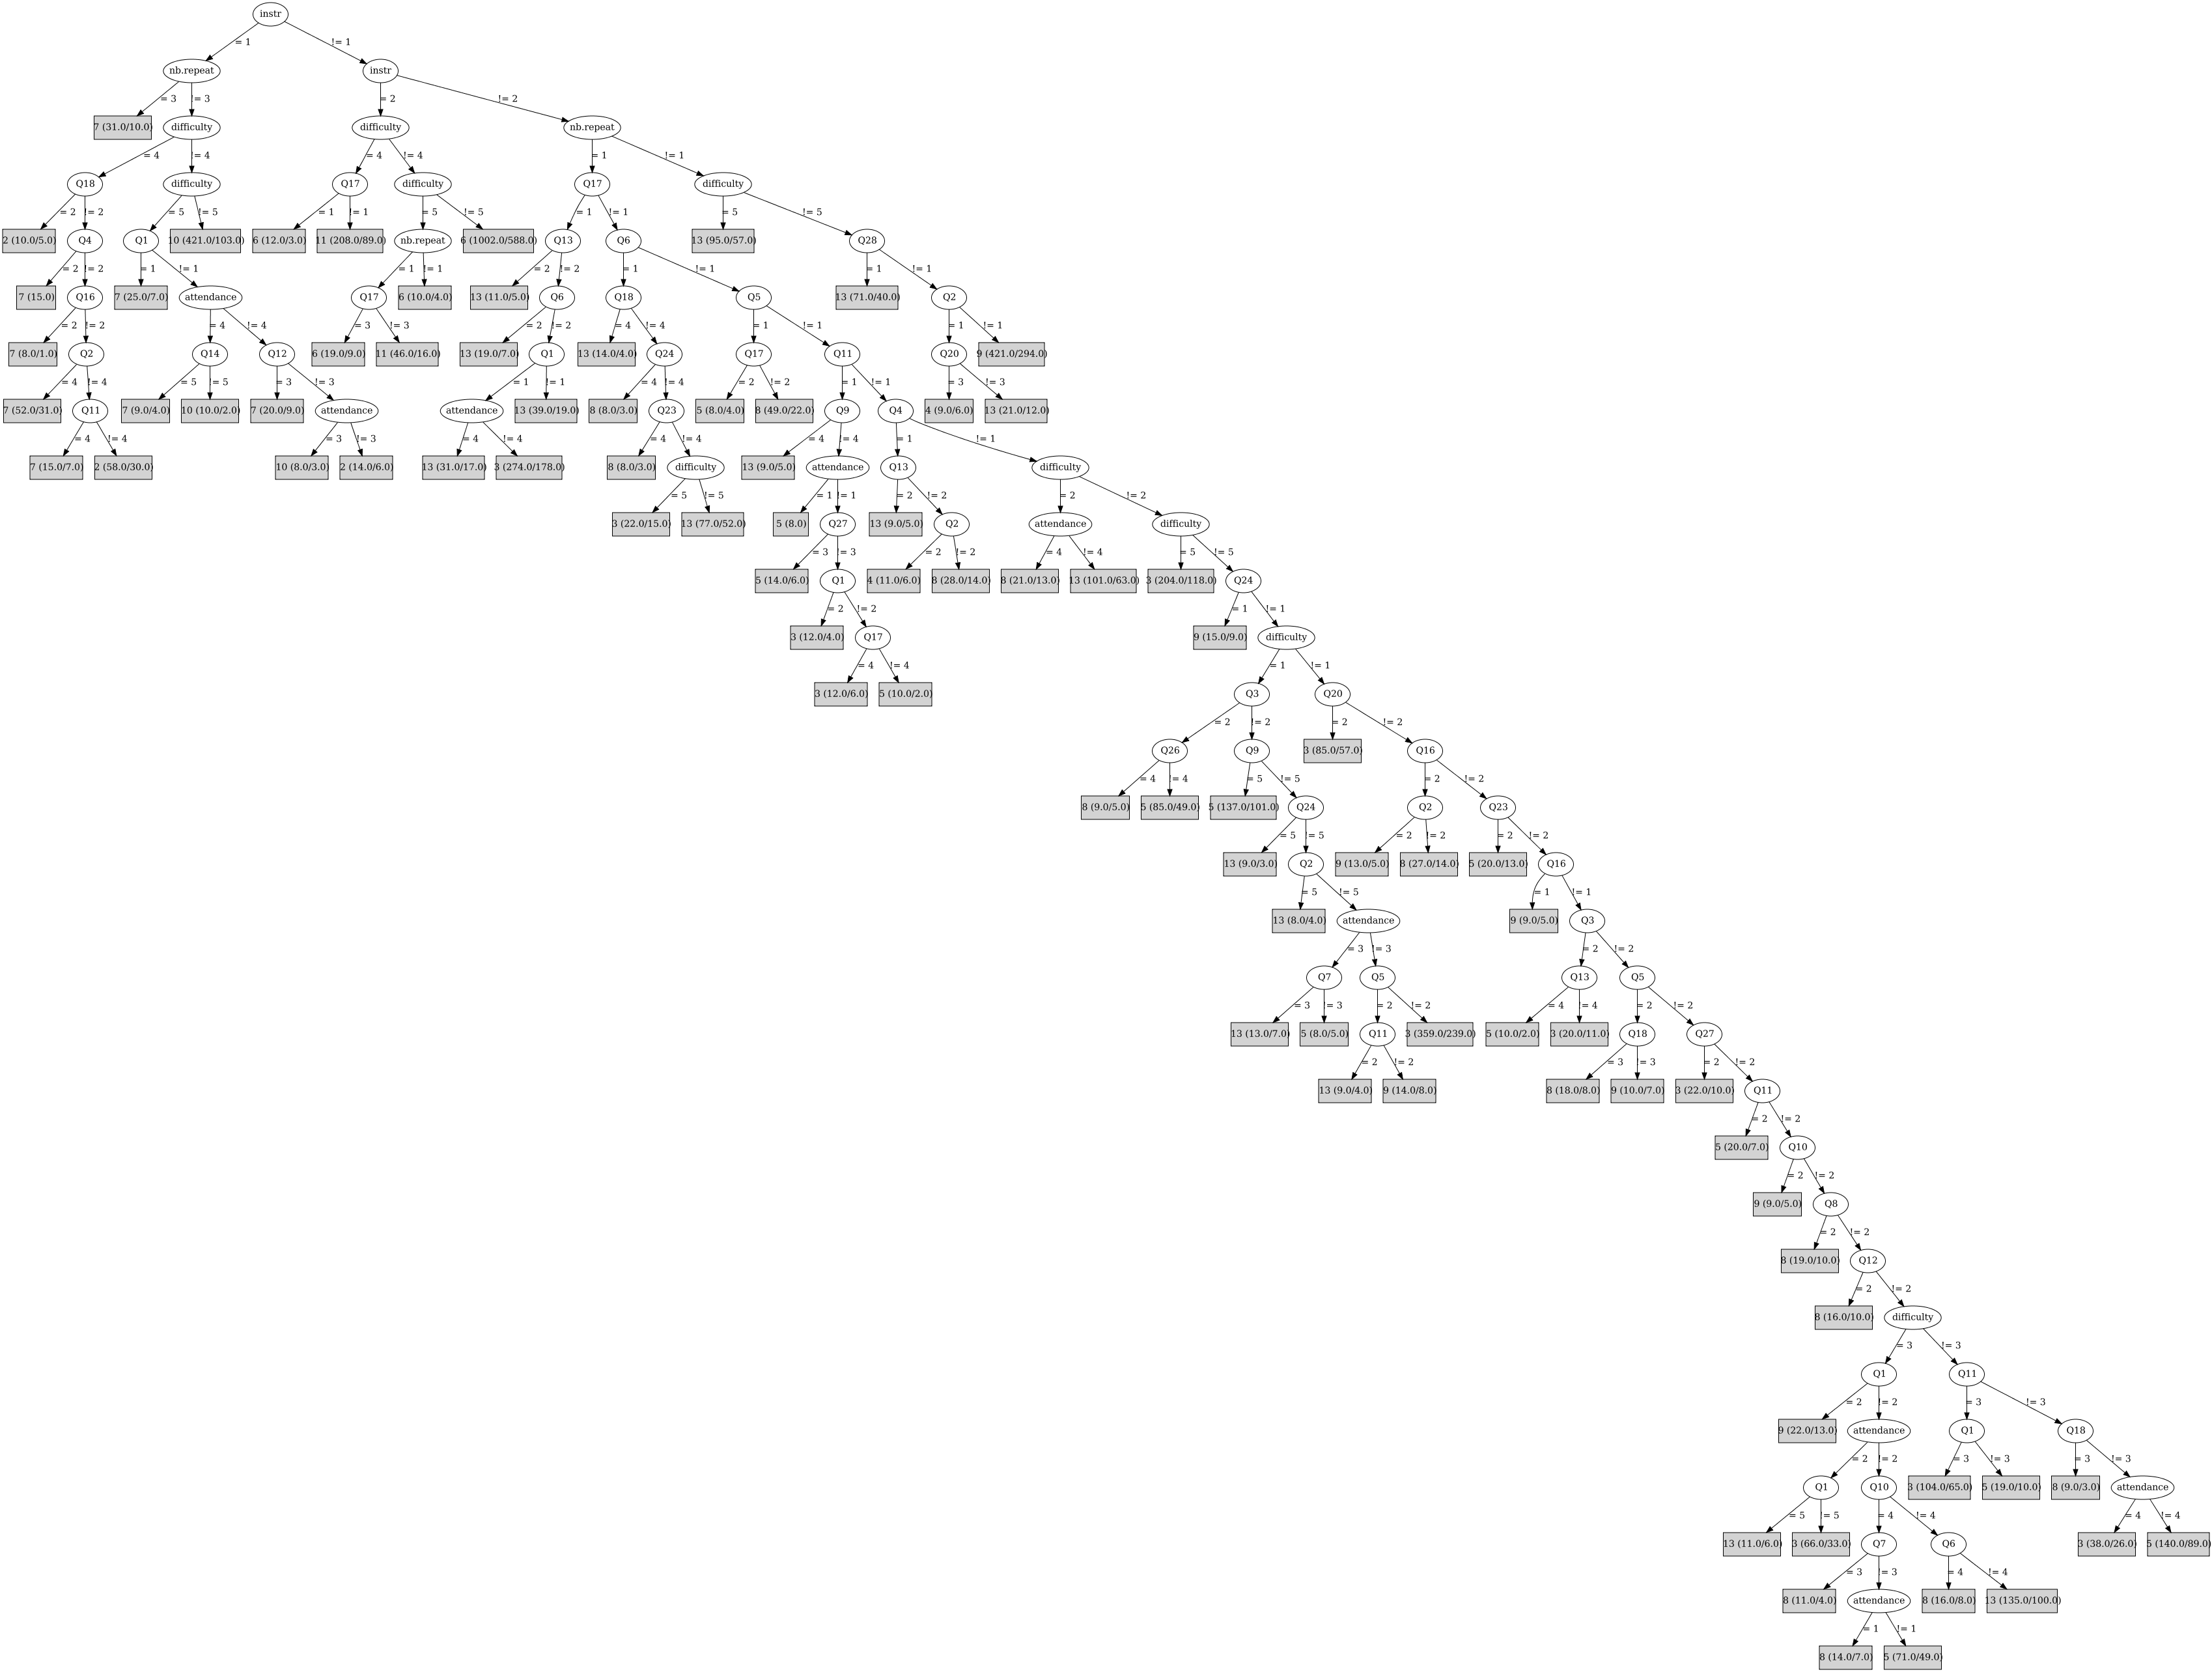 instr
= 1 != 1
nb.repeat instr
= 3 != 3 = 2 != 2
7 (31.0/10.0) difficulty difficulty nb.repeat
= 4 != 4 = 4 != 4 = 1 != 1
Q18 difficulty Q17 difficulty Q17 difficulty
= 2 != 2 = 5 != 5 = 1 != 1 = 5 != 5 = 1 != 1 = 5 != 5
2 (10.0/5.0) Q4 Q1 10 (421.0/103.0) 6 (12.0/3.0) 11 (208.0/89.0) nb.repeat 6 (1002.0/588.0) Q13 Q6 13 (95.0/57.0) Q28
= 2 != 2 = 1 != 1 = 1 != 1 = 2 != 2 = 1 != 1 = 1 != 1
7 (15.0) Q16 7 (25.0/7.0) attendance Q17 6 (10.0/4.0) 13 (11.0/5.0) Q6 Q18 Q5 13 (71.0/40.0) Q2
= 2 != 2 = 4 != 4 = 3 != 3 = 2 != 2 = 4 != 4 = 1 != 1 = 1 != 1
7 (8.0/1.0) Q2 Q14 Q12 6 (19.0/9.0) 11 (46.0/16.0) 13 (19.0/7.0) Q1 13 (14.0/4.0) Q24 Q17 Q11 Q20 9 (421.0/294.0)
= 4 != 4 = 5 != 5 = 3 != 3 = 1 != 1 = 4 != 4 = 2 != 2 = 1 != 1 = 3 != 3
7 (52.0/31.0) Q11 7 (9.0/4.0) 10 (10.0/2.0) 7 (20.0/9.0) attendance attendance 13 (39.0/19.0) 8 (8.0/3.0) Q23 5 (8.0/4.0) 8 (49.0/22.0) Q9 Q4 4 (9.0/6.0) 13 (21.0/12.0)
= 4 != 4 = 3 != 3 = 4 != 4 = 4 != 4 = 4 != 4 = 1 != 1
7 (15.0/7.0) 2 (58.0/30.0) 10 (8.0/3.0) 2 (14.0/6.0) 13 (31.0/17.0) 3 (274.0/178.0) 8 (8.0/3.0) difficulty 13 (9.0/5.0) attendance Q13 difficulty
= 5 != 5 = 1 != 1 = 2 != 2 = 2 != 2
3 (22.0/15.0) 13 (77.0/52.0) 5 (8.0) Q27 13 (9.0/5.0) Q2 attendance difficulty
= 3 != 3 = 2 != 2 = 4 != 4 = 5 != 5
5 (14.0/6.0) Q1 4 (11.0/6.0) 8 (28.0/14.0) 8 (21.0/13.0) 13 (101.0/63.0) 3 (204.0/118.0) Q24
= 2 != 2 = 1 != 1
3 (12.0/4.0) Q17 9 (15.0/9.0) difficulty
= 4 != 4 = 1 != 1
3 (12.0/6.0) 5 (10.0/2.0) Q3 Q20
= 2 != 2 = 2 != 2
Q26 Q9 3 (85.0/57.0) Q16
= 4 != 4 = 5 != 5 = 2 != 2
8 (9.0/5.0) 5 (85.0/49.0) 5 (137.0/101.0) Q24 Q2 Q23
= 5 != 5 = 2 != 2 = 2 != 2
13 (9.0/3.0) Q2 9 (13.0/5.0) 8 (27.0/14.0) 5 (20.0/13.0) Q16
= 5 != 5 = 1 != 1
13 (8.0/4.0) attendance 9 (9.0/5.0) Q3
= 3 != 3 = 2 != 2
Q7 Q5 Q13 Q5
= 3 != 3 = 2 != 2 = 4 != 4 = 2 != 2
13 (13.0/7.0) 5 (8.0/5.0) Q11 3 (359.0/239.0) 5 (10.0/2.0) 3 (20.0/11.0) Q18 Q27
= 2 != 2 = 3 != 3 = 2 != 2
13 (9.0/4.0) 9 (14.0/8.0) 8 (18.0/8.0) 9 (10.0/7.0) 3 (22.0/10.0) Q11
= 2 != 2
5 (20.0/7.0) Q10
= 2 != 2
9 (9.0/5.0) Q8
= 2 != 2
8 (19.0/10.0) Q12
= 2 != 2
8 (16.0/10.0) difficulty
= 3 != 3
Q1 Q11
= 2 != 2 = 3 != 3
9 (22.0/13.0) attendance Q1 Q18
= 2 != 2 = 3 != 3 = 3 != 3
Q1 Q10 3 (104.0/65.0) 5 (19.0/10.0) 8 (9.0/3.0) attendance
= 5 != 5 = 4 != 4 = 4 != 4
13 (11.0/6.0) 3 (66.0/33.0) Q7 Q6 3 (38.0/26.0) 5 (140.0/89.0)
= 3 != 3 = 4 != 4
8 (11.0/4.0) attendance 8 (16.0/8.0) 13 (135.0/100.0)
= 1 != 1
8 (14.0/7.0) 5 (71.0/49.0)